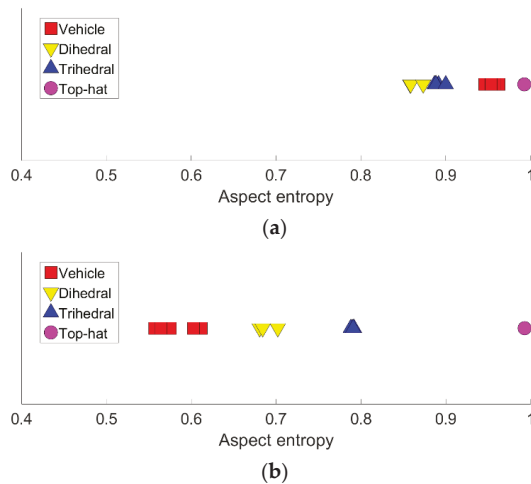 Vehicle
Dihedral
Trihedral
Top-hat
0.4 0.5 0.6 0.7 0.8 0.9 1
Aspect entropy
(a)
Vehicle
Dihedral
Trihedral
Top-hat
0.4 0.5 0.6 0.7 0.8 0.9 1
Aspect entropy
(b)